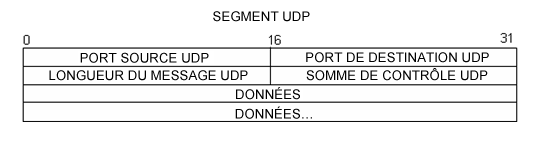 SEGMENT UDP
0 16 31
PORT SOURCE UDP PORT DE DESTINATION UDP
LONGUEUR DU MESSAGE UDP SOMME DE CONTRÔLE UDP
DONNÉES
DONNÉES...